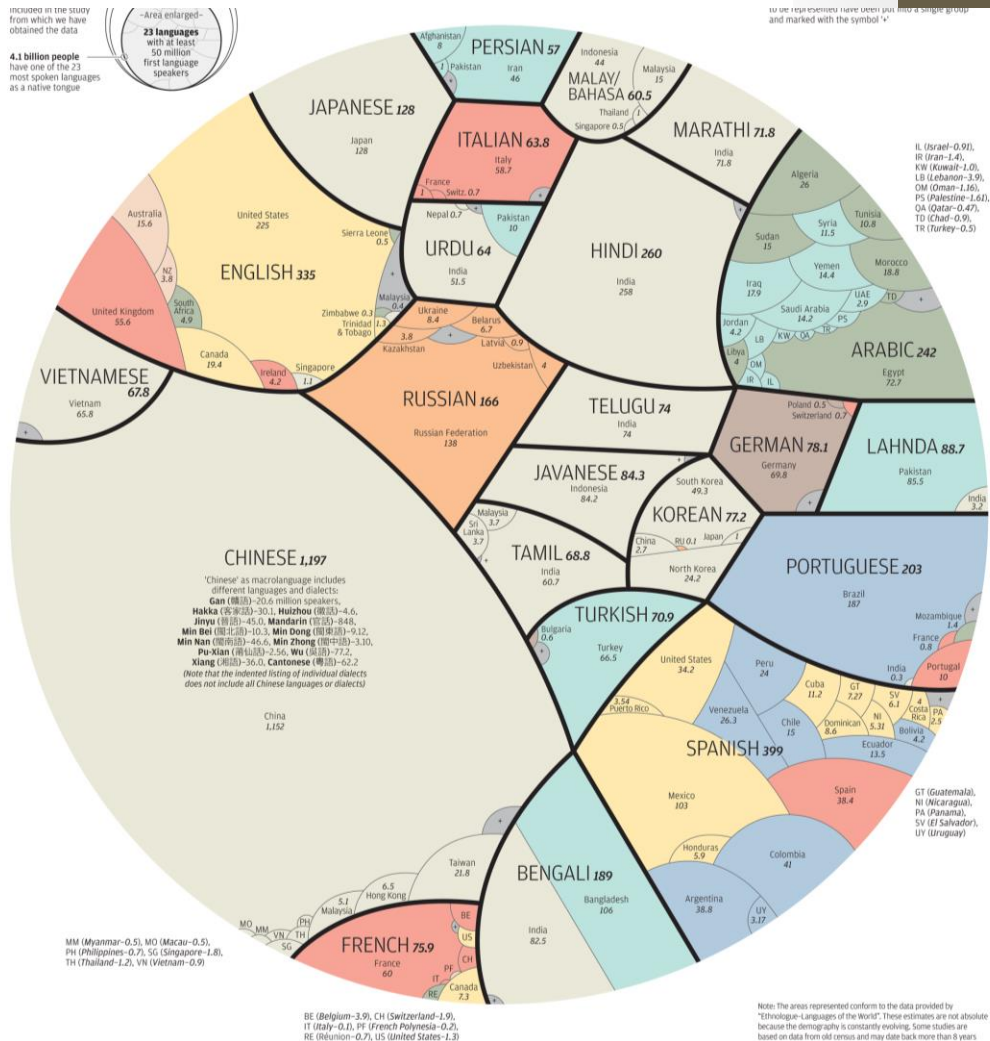 included in the study
from which we have
obtained the data
4.1 billion people
have one of the 23
most spoken languages
as a native tongue
-Area enlarged-
23 languages
with at least
50 million
first language
speakers
to be represented have been put into a single group
and marked with the symbol '+'
Afghanistan
8
1 Pakistan
PERSIAN 57
Iran
46
Indonesia
44
Malaysia
15
MALAY/
BAHASA 60.5
Thailand 1
Singapore 0.5
JAPANESE 128
Japan
128
ITALIAN 63.8
Italy
58.7
France
1
Switz. 0.7
+
MARATHI 71.8
India
71.8
+
IL (Israel-0.91),
IR (Iran-1.4),
KW (Kuwait-1.0),
LB (Lebanon-3.9),
OM (Oman-1.16),
PS (Palestine-1.61),
QA (Qatar-0.47),
TD (Chad-0.9),
TR (Turkey-0.5)
Australia
15.6
United States
225
Sierra Leone
0.5
ENGLISH 335
NZ
3.8
South
Africa
4.9
United Kingdom
55.6
+
Malaysia
0.4
Zimbabwe 0.3
1.3
Trinidad
& Tobago
Canada
19.4
Ireland
4.2
Singapore
1.1
Nepal 0.7
+
Pakistan
10
URDU 64
India
51.5
HINDI 260
India
258
Algeria
26
Tunisia
10.8
Syria
11.5
Sudan
15
Morocco
18.8
Yemen
14.4
Iraq
17.9
UAE
2.9
TD
+
Saudi Arabia
14.2
PS
Jordan
4.2
LB
KW
QA
TR
Libya
4
OM
IR
IL
ARABIC 242
Egypt
72.7
VIETNAMESE
67.8
Vietnam
65.8
+
Ukraine
8.4
Belarus
6.7
3.8
Kazakhstan
+
Latvia
0.9
Uzbekistan
4
RUSSIAN 166
Russian Federation
138
TELUGU 74
India
74
Poland 0.5
Switzerland 0.7
GERMAN 78.1
Germany
69.8
+
LAHNDA 88.7
Pakistan
85.5
India
3.2
JAVANESE 84.3
Indonesia
84.2
+
South Korea
49.3
KOREAN 77.2
China
2.7
RU 0.1
Japan
1
North Korea
24.2
Malaysia
3.7
Sri
Lanka
3.7
+
TAMIL 68.8
India
60.7
PORTUGUESE 203
Brazil
187
Mozambique
1.4
+
France
0.8
India
0.3
Portugal
10
CHINESE 1,197
'Chinese' as macrolanguage includes
different languages and dialects:
Gan (贛語)-20.6 million speakers,
Hakka (客家話)-30.1, Huizhou (徽話)-4.6,
Jinyu (晉語)-45.0, Mandarin (官話)-848,
Min Bei (閩北語)-10.3, Min Dong (閩東語)-9.12,
Min Nan (閩南語)-46.6, Min Zhong (閩中語)-3.10,
Pu-Xian (莆仙話)-2.56, Wu (吳語)-77.2,
Xiang (湘語)-36.0, Cantonese (粵語)-62.2
(Note that the indented listing of individual dialects
does not include all Chinese languages or dialects)
China
1,152
TURKISH 70.9
Bulgaria
0.6
+
Turkey
66.5
United States
34.2
1.54
Puerto Rico
Peru
24
Venezuela
26.3
Cuba
11.2
GT
7.27
SV
6.1
4
Costa
Rica
+
PA
2.5
Dominican
8.6
NI
5.31
Bolivia
4.2
Chile
15
Ecuador
13.5
SPANISH 399
Mexico
103
Spain
38.4
Honduras
5.9
Colombia
41
Argentina
38.8
UY
3.17
GT (Guatemala),
NI (Nicaragua),
PA (Panama),
SV (El Salvador),
UY (Uruguay)
+
Taiwan
21.8
6.5
Hong Kong
5.1
Malaysia
PH
MO
MM
VN
TH
SG
MM (Myanmar-0.5), MO (Macau-0.5),
PH (Philippines-0.7), SG (Singapore-1.8),
TH (Thailand-1.2), VN (Vietnam-0.9)
BENGALI 189
Bangladesh
106
India
82.5
+
FRENCH 75.9
France
60
BE
+
US
CH
PF
IT
RE
Canada
7.3
BE (Belgium-3.9), CH (Switzerland-1.9),
IT (Italy-0.1), PF (French Polynesia-0.2),
RE (Réunion-0.7), US (United States-1.3)
Note: The areas represented conform to the data provided by
"Ethnologue-Languages of the World". These estimates are not absolute
because the demography is constantly evolving. Some studies are
based on data from old census and may date back more than 8 years